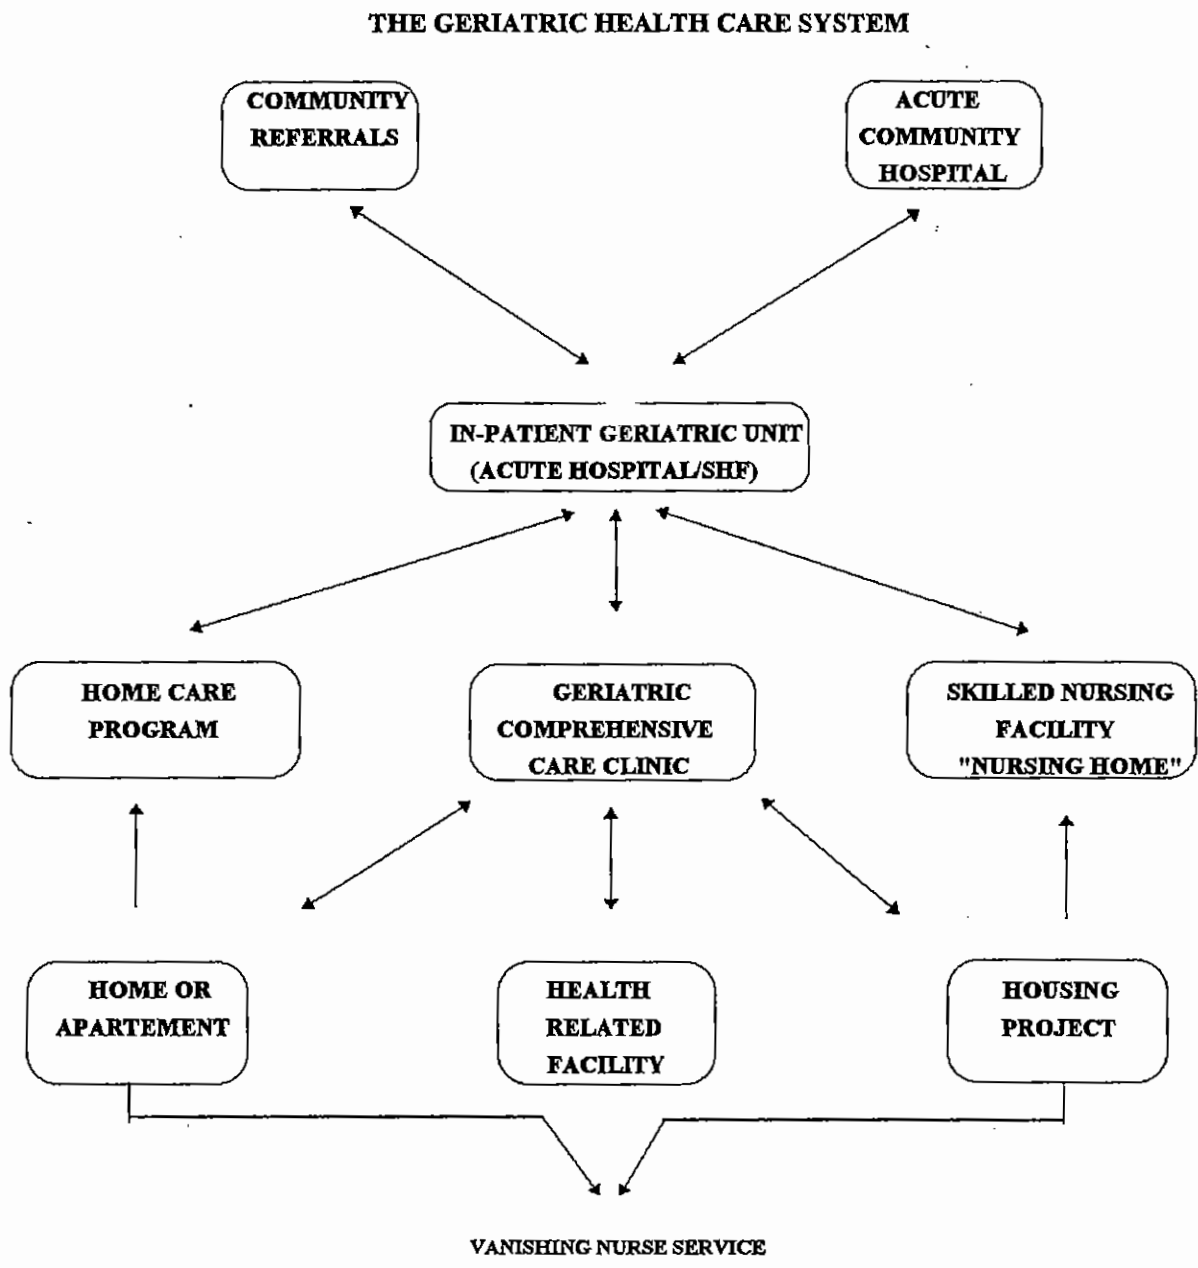 THE GERIATRIC HEALTH CARE SYSTEM
COMMUNITY
REFERRALS
ACUTE
COMMUNITY
HOSPITAL
IN-PATIENT GERIATRIC UNIT
(ACUTE HOSPITAL/SHF)
HOME CARE
PROGRAM
GERIATRIC
COMPREHENSIVE
CARE CLINIC
SKILLED NURSING
FACILITY
"NURSING HOME"
HOME OR
APARTEMENT
HEALTH
RELATED
FACILITY
HOUSING
PROJECT
VANISHING NURSE SERVICE